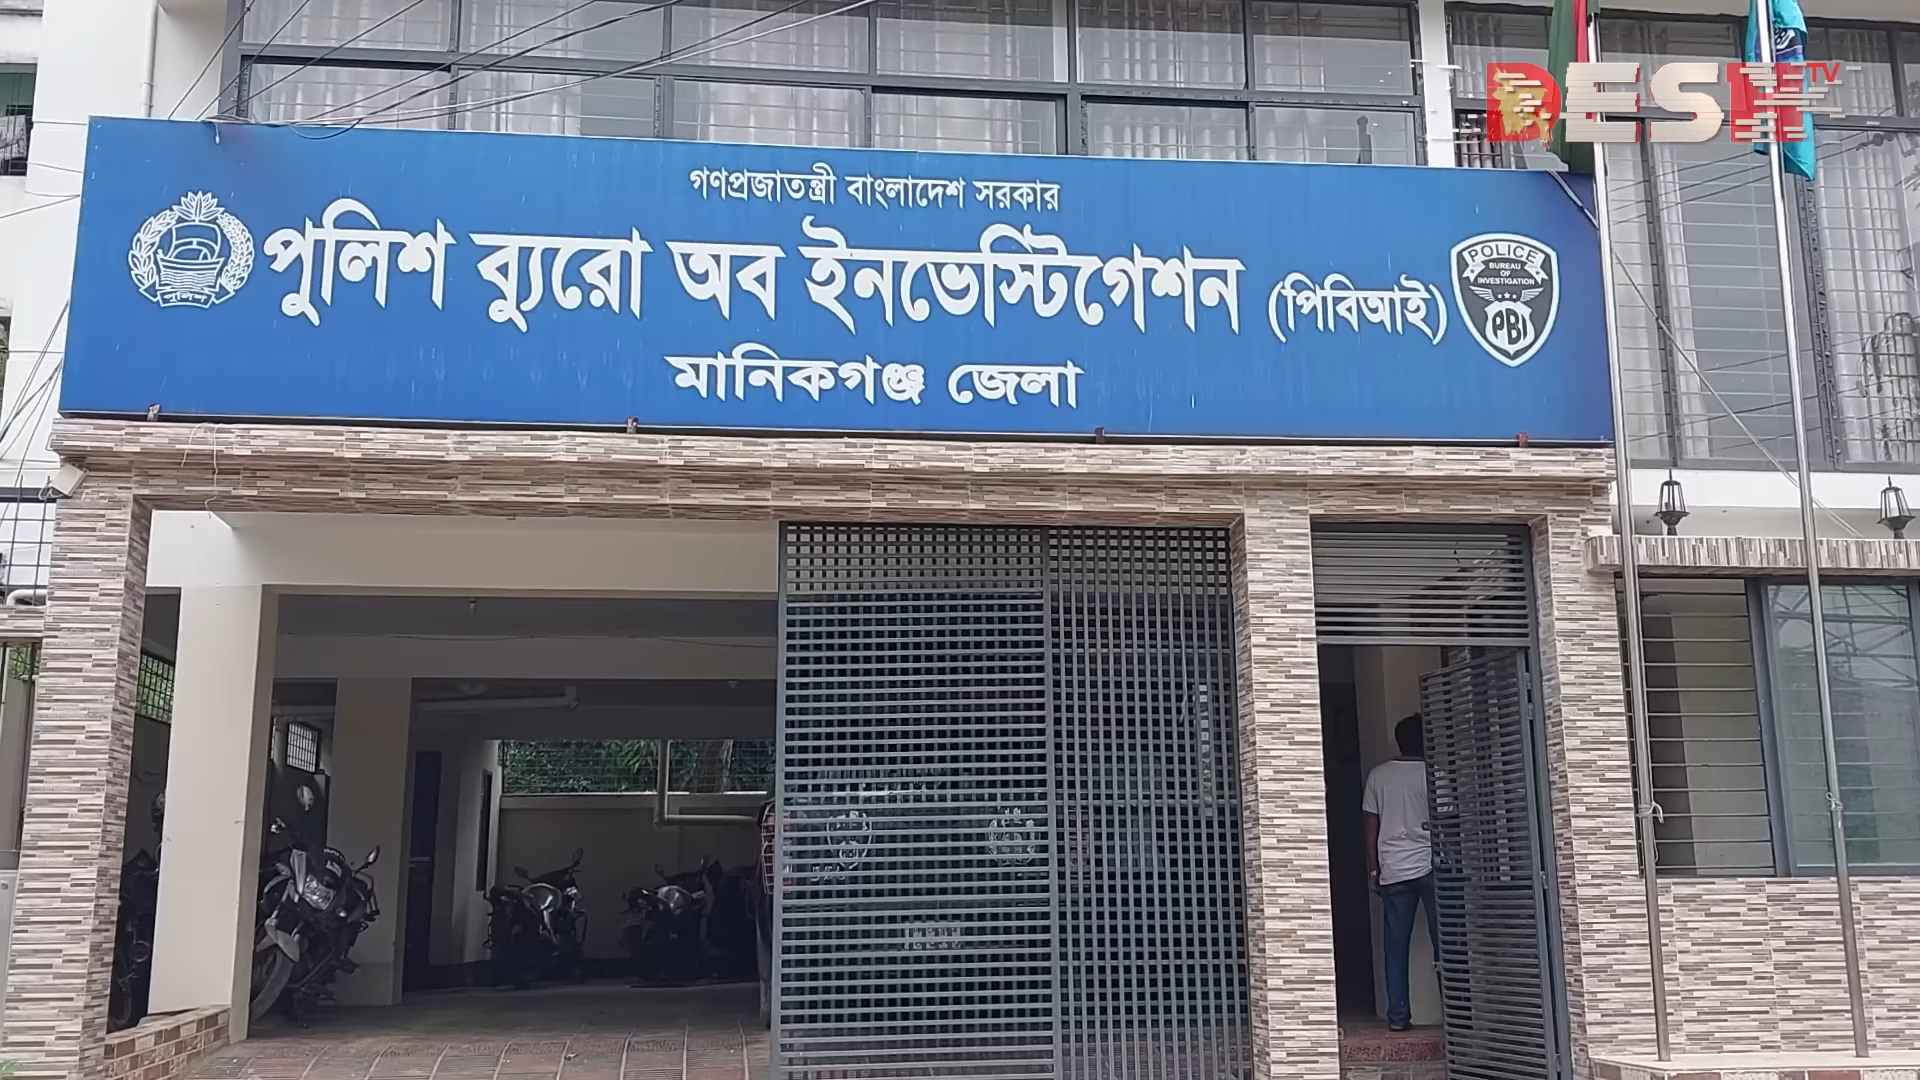 DESH TV
গণপ্রজাতন্ত্রী বাংলাদেশ সরকার
পুলিশ ব্যুরো অব ইনভেস্টিগেশন (পিবিআই)
মানিকগঞ্জ জেলা
পুলিশ
POLICE
BUREAU
OF
INVESTIGATION
PBI